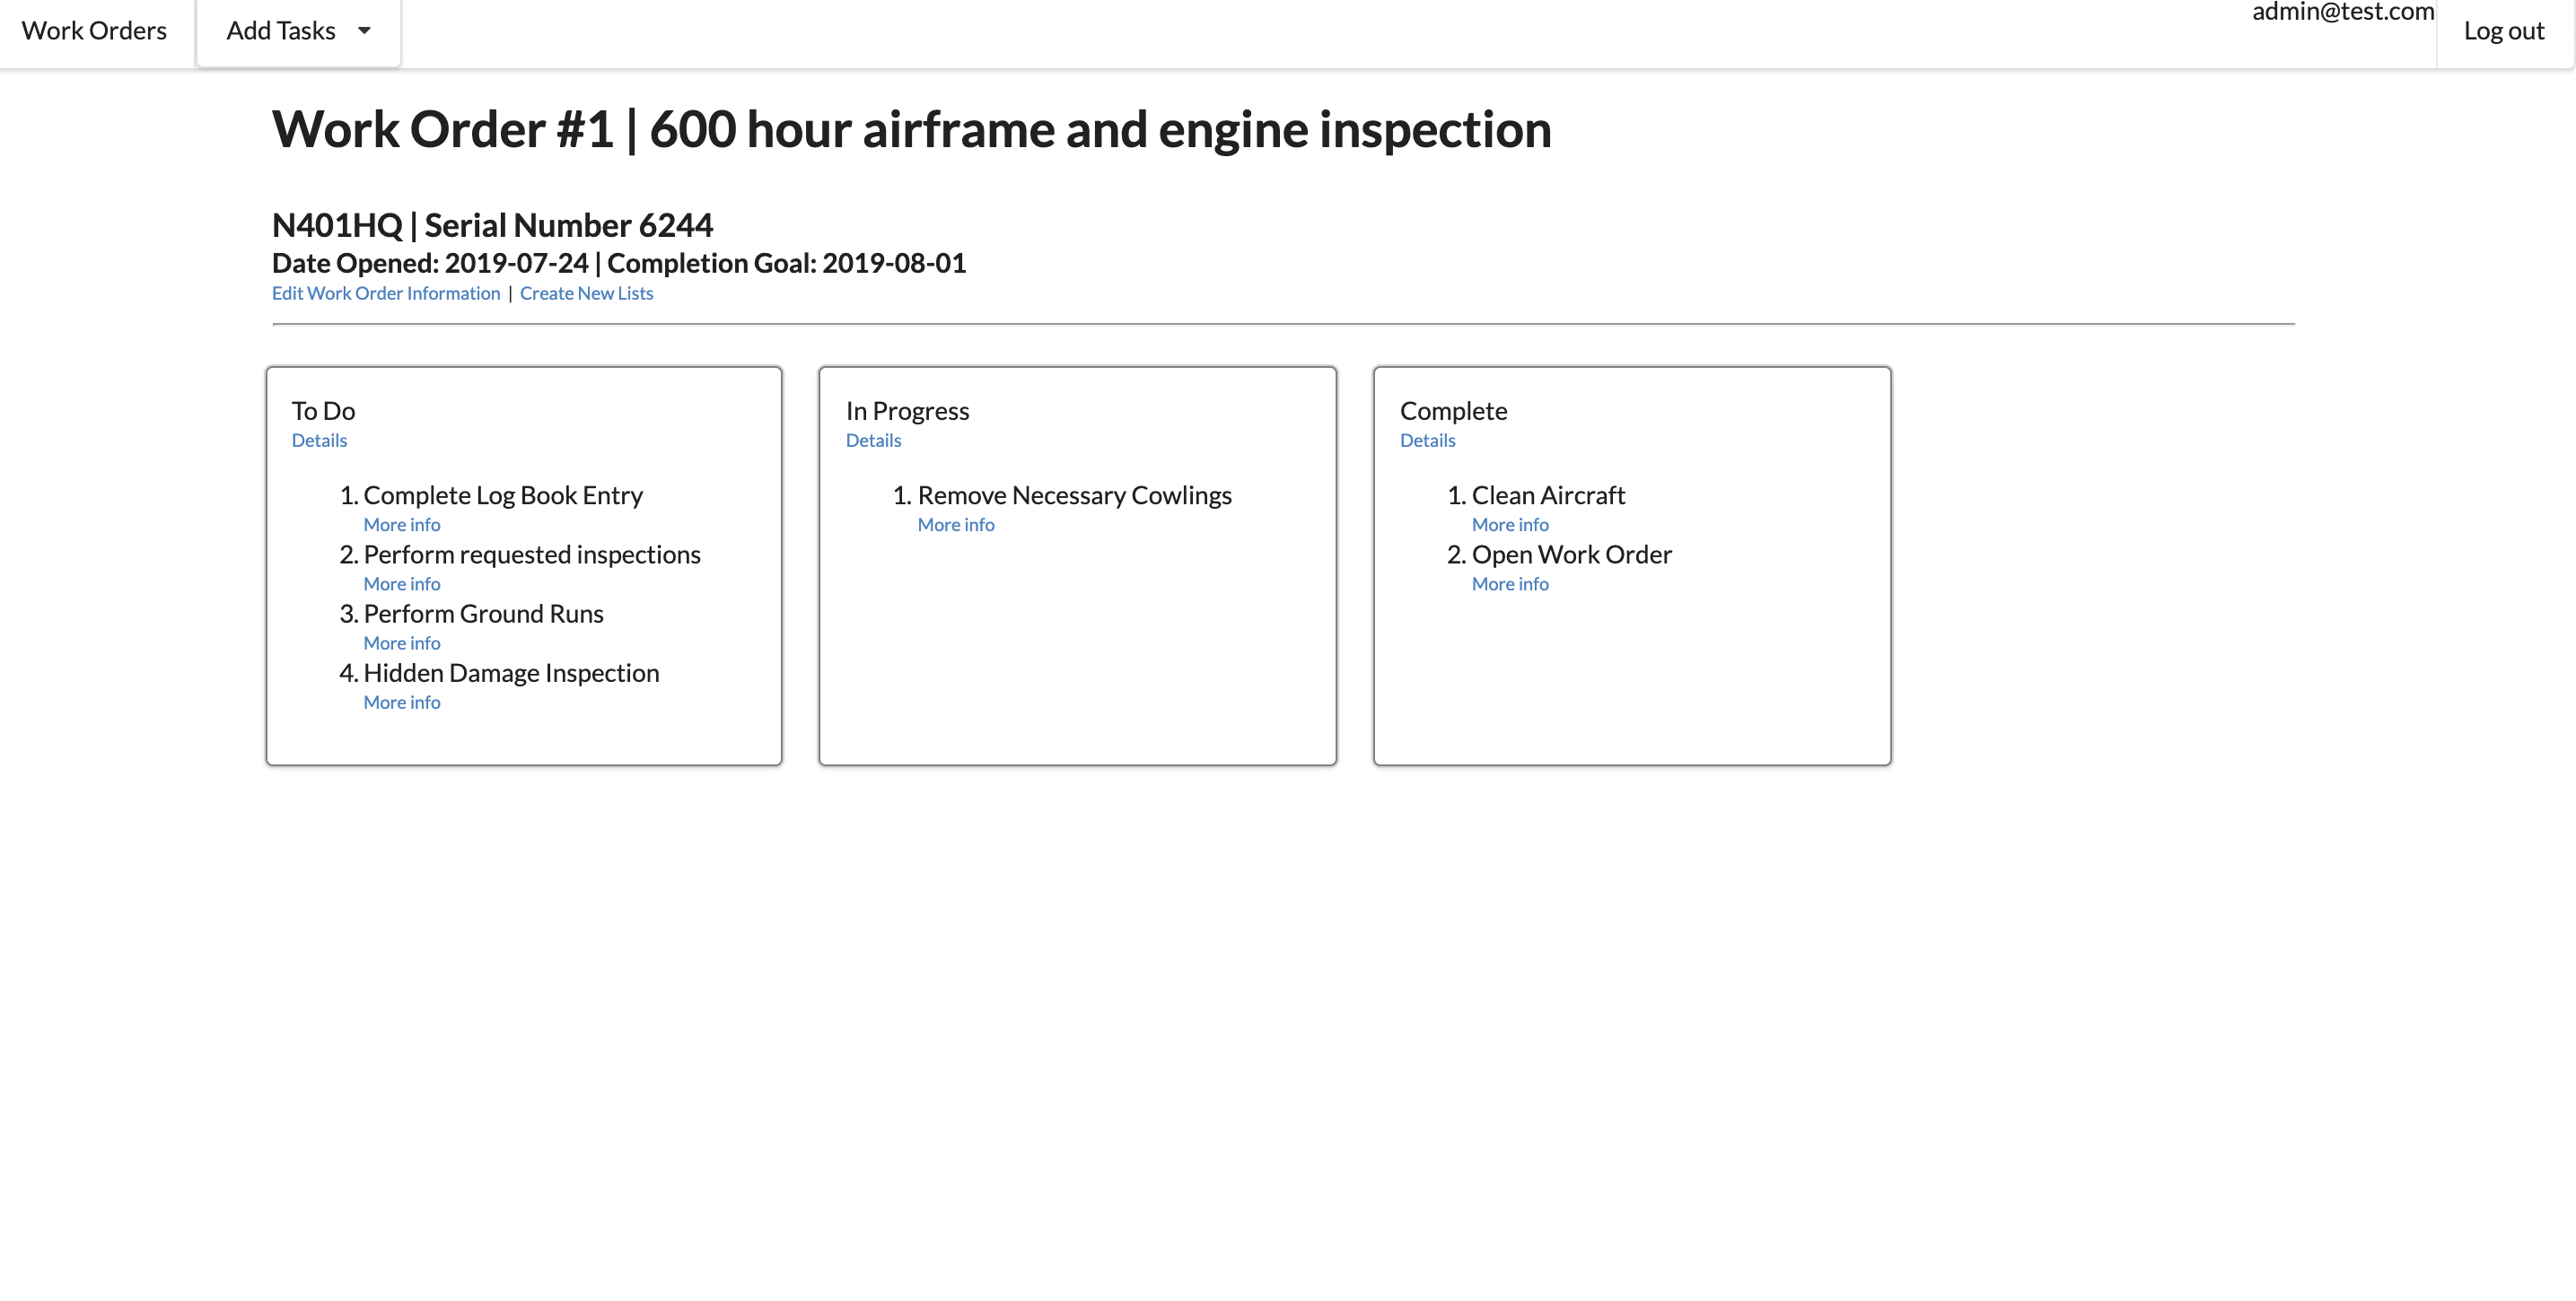 Work Orders
Add Tasks
admin@test.com
Log out
Work Order #1 | 600 hour airframe and engine inspection
N401HQ | Serial Number 6244
Date Opened: 2019-07-24 | Completion Goal: 2019-08-01
Edit Work Order Information | Create New Lists
To Do
Details
1. Complete Log Book Entry
More info
2. Perform requested inspections
More info
3. Perform Ground Runs
More info
4. Hidden Damage Inspection
More info
In Progress
Details
1. Remove Necessary Cowlings
More info
Complete
Details
1. Clean Aircraft
More info
2. Open Work Order
More info